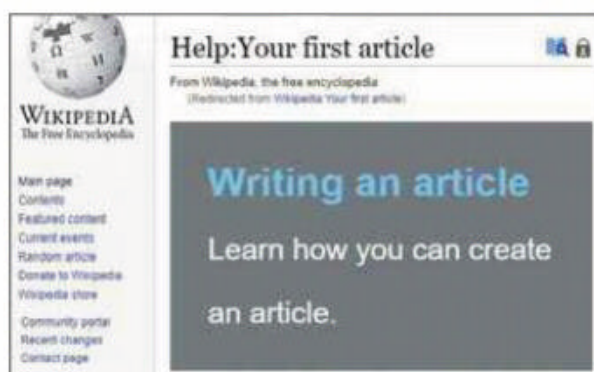 WIKIPEDIA
The Free Encyclopedia
Main page
Contents
Featured content
Current events
Random article
Donate to Wikipedia
Wikipedia store
Community portal
Recent changes
Contact page
Help:Your first article
From Wikipedia, the free encyclopedia
(Redirected from Wikipedia Your first article)
Writing an article
Learn how you can create
an article.